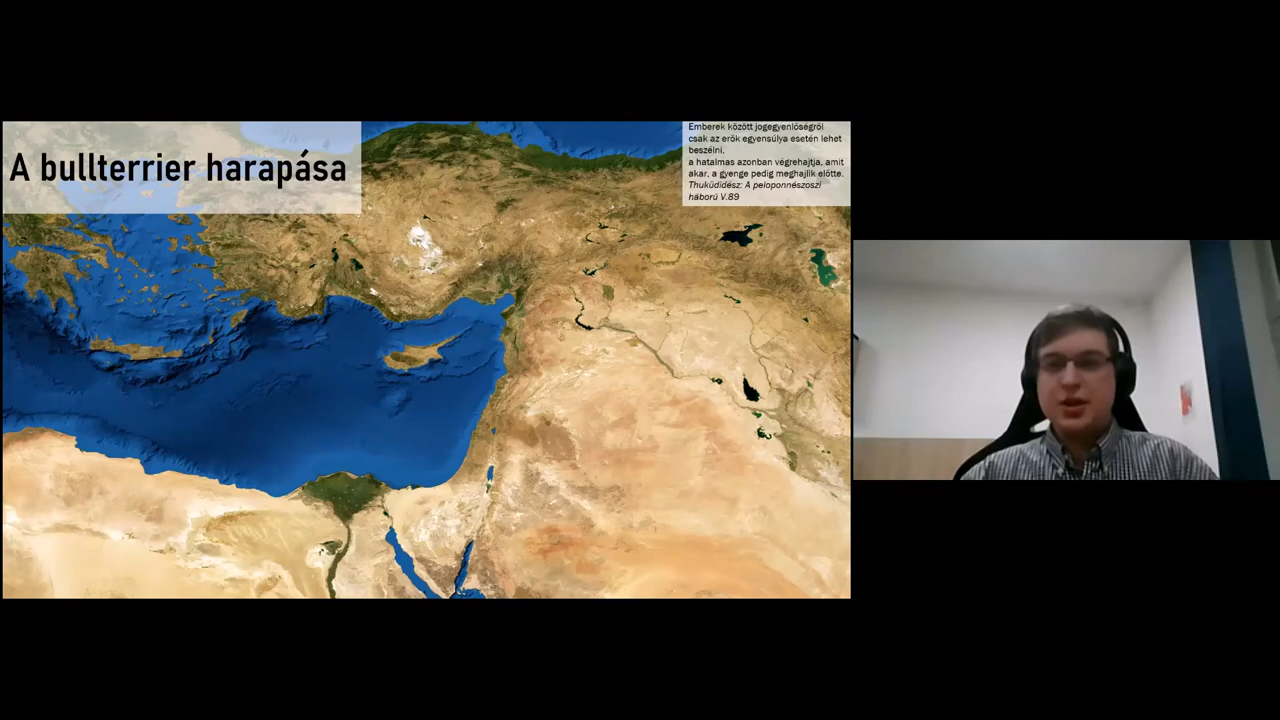 A bullterrier harapása
Emberek között jogegyenlőségről
csak az erők egyensúlya esetén lehet
beszélni,
a hatalmas azonban végrehajtja, amit
akar, a gyenge pedig meghajlik előtte.
Thuküdidész: A peloponnészoszi
háború V.89